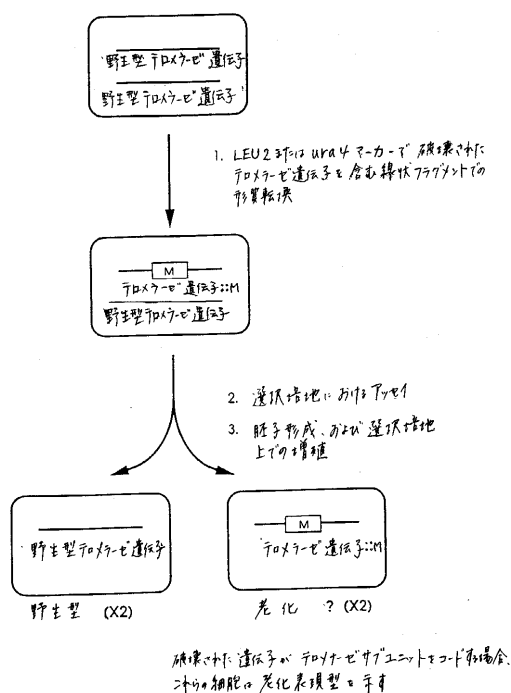 野生型テロメラーゼ遺伝子
野生型テロメラーゼ遺伝子
1. LEU2またはura4マーカーで破壊された
テロメラーゼ遺伝子を含む線状フラグメントでの
形質転換
M
テロメラーゼ遺伝子::M
野生型テロメラーゼ遺伝子
2. 選択培地におけるアッセイ
3. 胚子形成、および選択培地
上での増殖
野生型テロメラーゼ遺伝子
野生型 (X2)
M
テロメラーゼ遺伝子::M
老化 ? (X2)
破壊された遺伝子がテロメラーゼサブユニットをコードする場合、
これらの細胞は老化表現型を示す